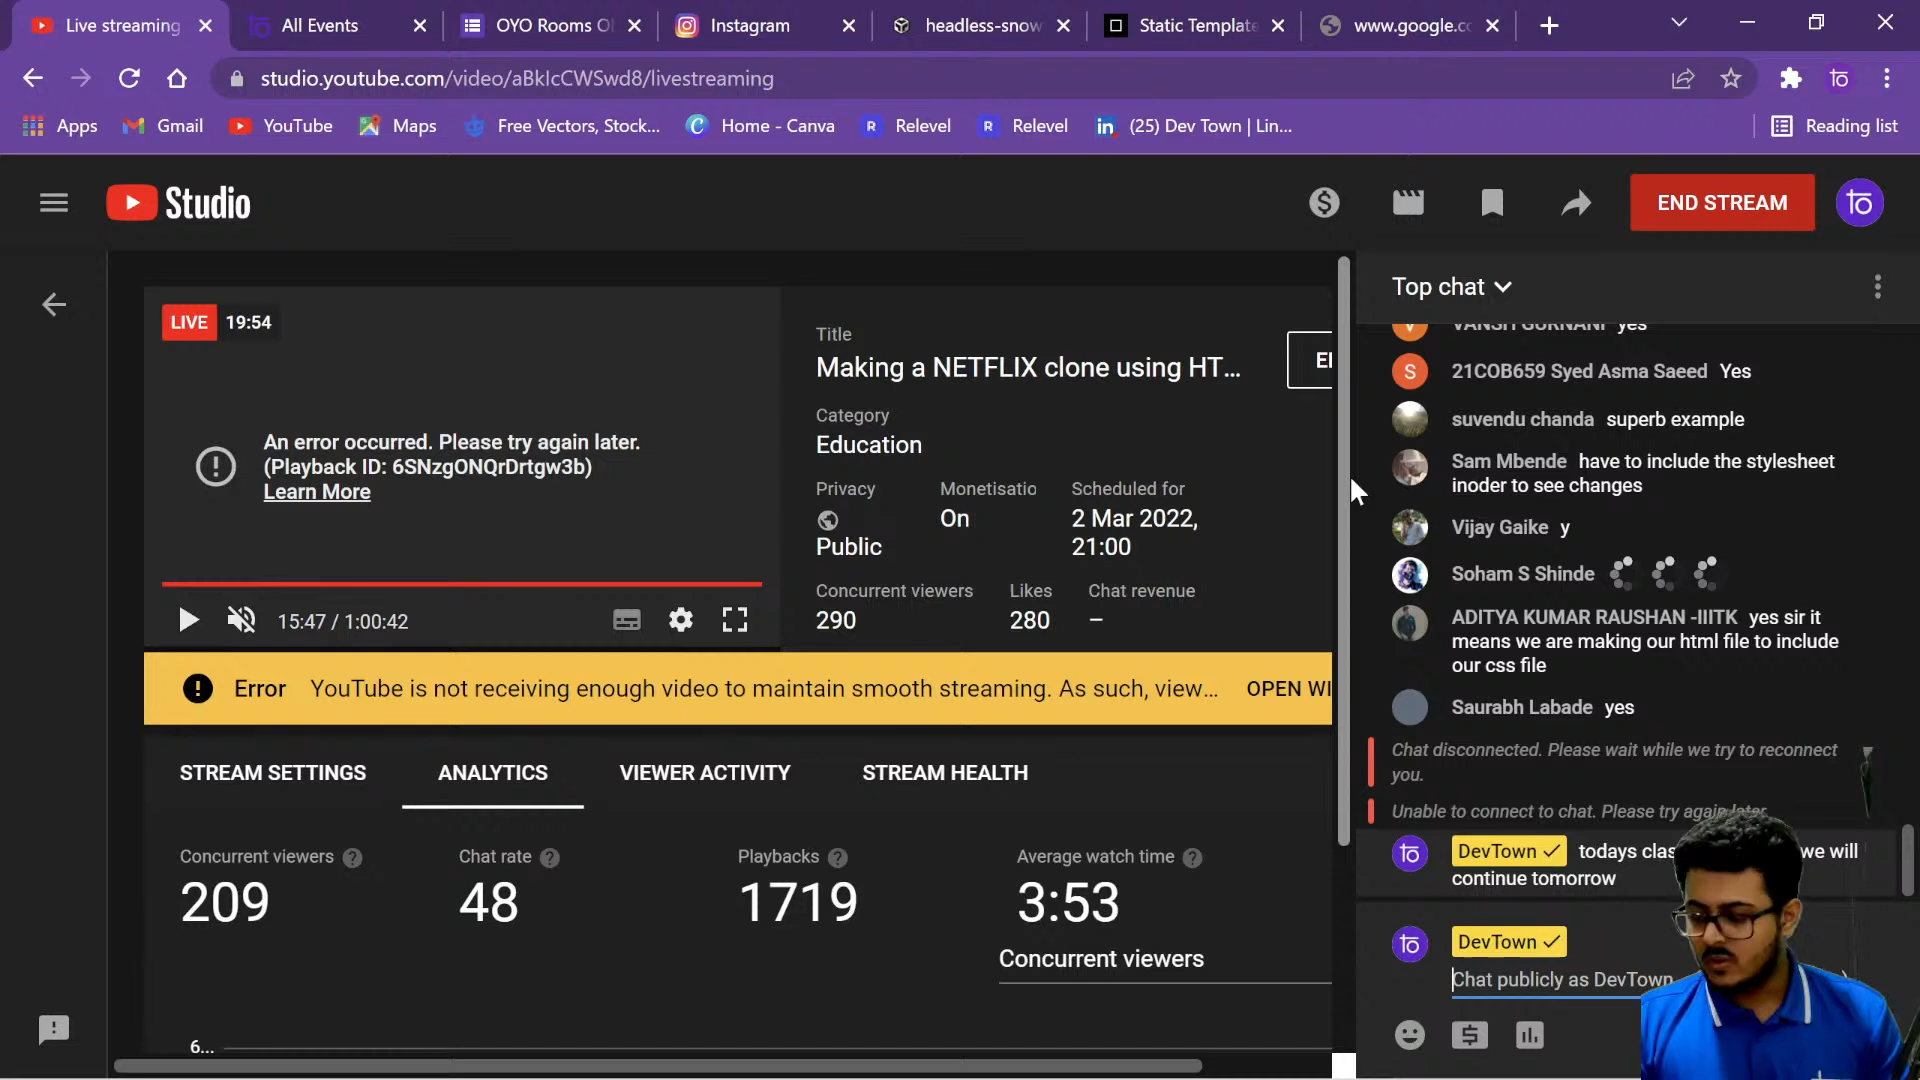 Live streaming
All Events
OYO Rooms
Instagram
headless-snow
Static Template
www.google.co
studio.youtube.com/video/aBkIcCWSwd8/livestreaming
Apps
Gmail
YouTube
Maps
Free Vectors, Stock...
Home - Canva
Relevel
Relevel
(25) Dev Town | Lin...
Reading list
Studio
END STREAM
Top chat
LIVE 19:54
An error occurred. Please try again later.
(Playback ID: 6SNzgONQrDrtgw3b)
Learn More
15:47 / 1:00:42
Title
Making a NETFLIX clone using HT...
Category
Education
Privacy
Public
Monetisatio
On
Scheduled for
2 Mar 2022,
21:00
Concurrent viewers
290
Likes
280
Chat revenue
–
Error YouTube is not receiving enough video to maintain smooth streaming. As such, view... OPEN WI
STREAM SETTINGS
ANALYTICS
VIEWER ACTIVITY
STREAM HEALTH
Concurrent viewers
209
Chat rate
48
Playbacks
1719
Average watch time
3:53
Concurrent viewers
6...
VANSH GURNANI yes
21COB659 Syed Asma Saeed Yes
suvendu chanda superb example
Sam Mbende have to include the stylesheet
inoder to see changes
Vijay Gaike y
Soham S Shinde
ADITYA KUMAR RAUSHAN -IIITK yes sir it
means we are making our html file to include
our css file
Saurabh Labade yes
Chat disconnected. Please wait while we try to reconnect
you.
Unable to connect to chat. Please try again later.
DevTown todays we will
continue tomorrow
DevTown
Chat publicly as DevTown